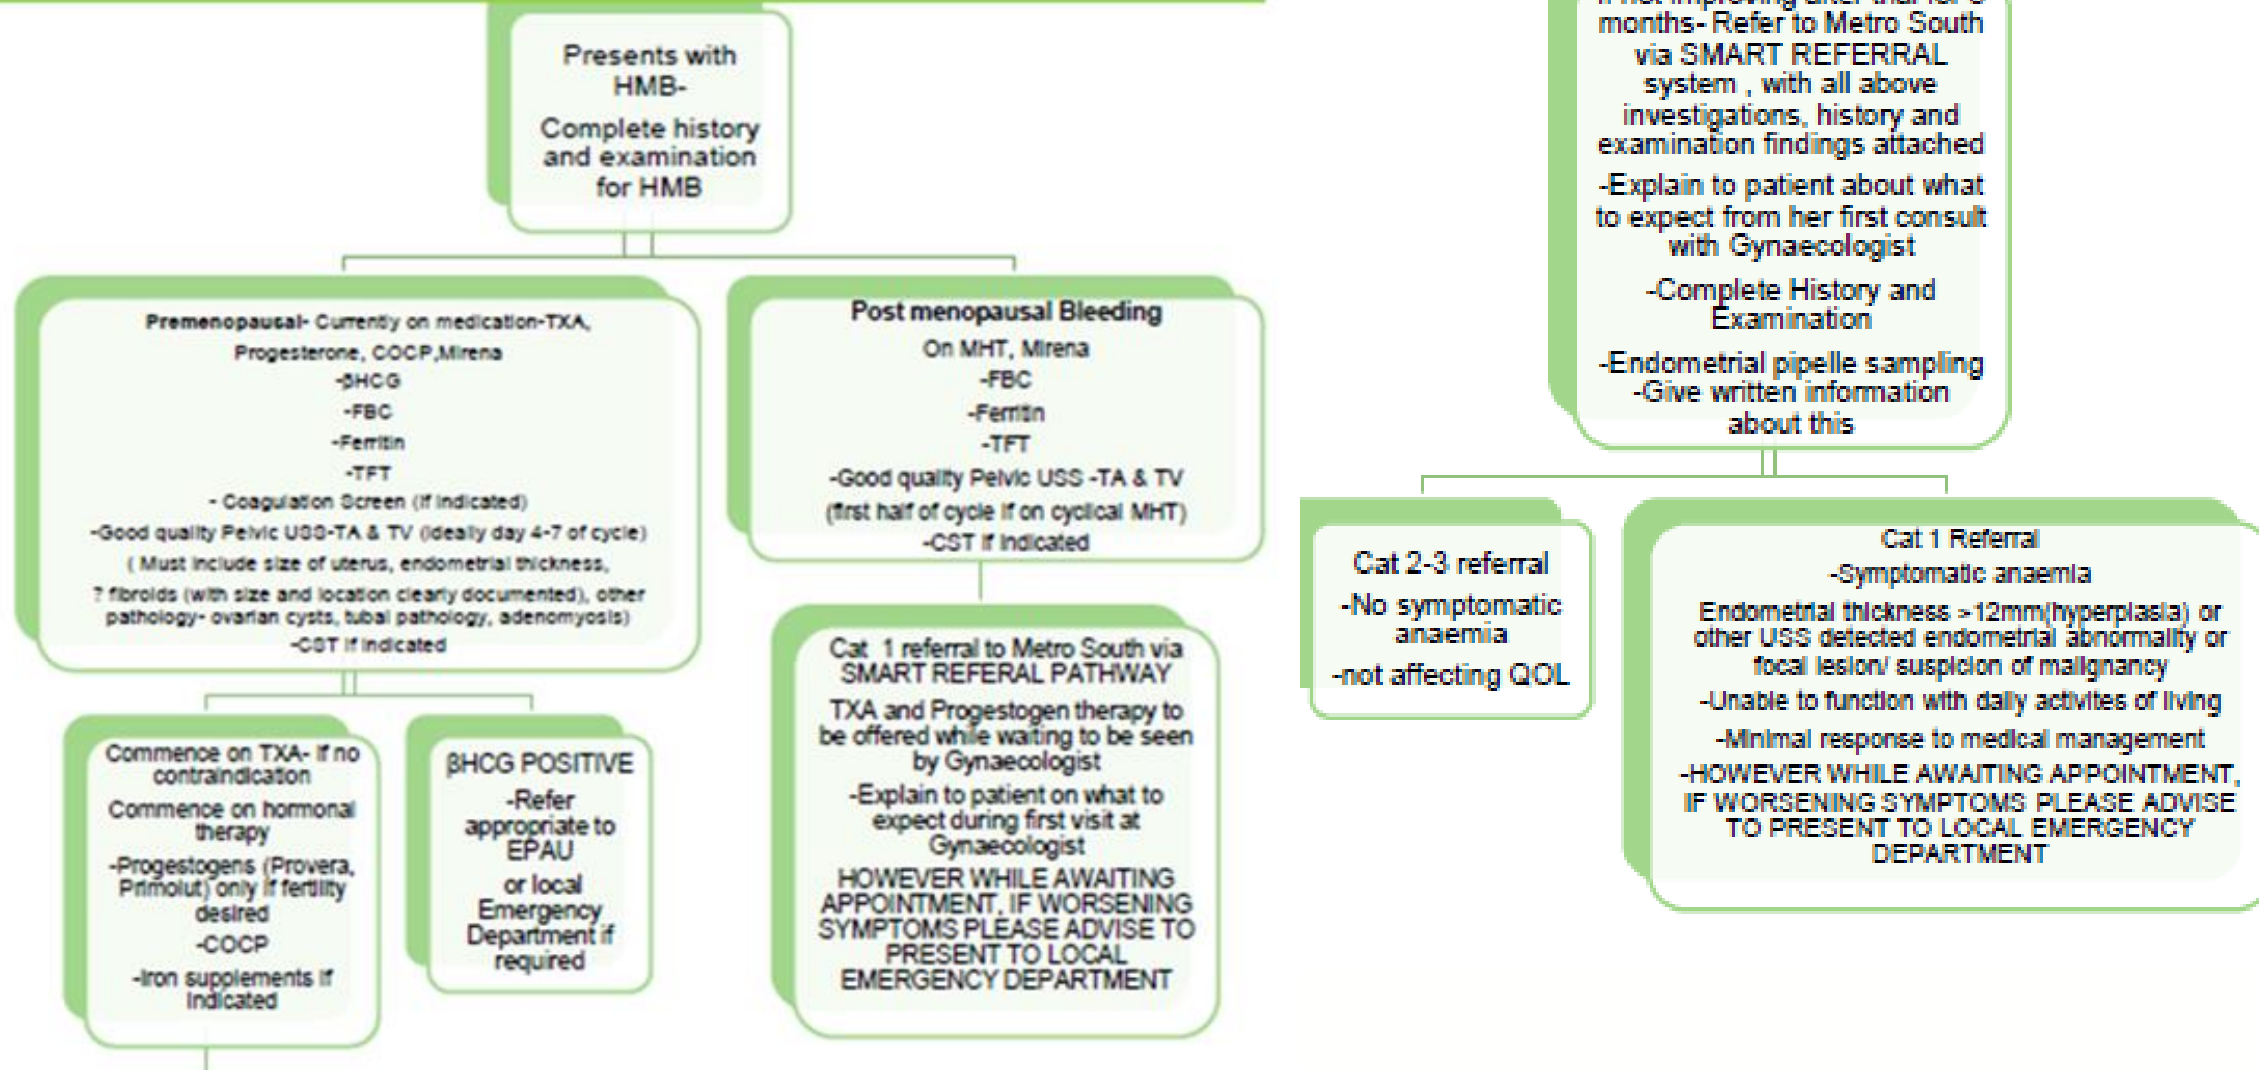 Presents with
HMB-
Complete history
and examination
for HMB
Premenopausal- Currently on medication-TXA,
Progesterone, COCP,Mirena
-βHCG
-FBC
-Ferritin
-TFT
- Coagulation Screen (if indicated)
-Good quality Pelvic USS-TA & TV (ideally day 4-7 of cycle)
( Must include size of uterus, endometrial thickness,
? fibroids (with size and location clearly documented), other
pathology- ovarian cysts, tubal pathology, adenomyosis)
-CST if indicated
Post menopausal Bleeding
On MHT, Mirena
-FBC
-Ferritin
-TFT
-Good quality Pelvic USS -TA & TV
(first half of cycle if on cyclical MHT)
-CST if indicated
Commence on TXA- if no
contraindication
Commence on hormonal
therapy
-Progestogens (Provera,
Primolut) only if fertility
desired
-COCP
-Iron supplements if
indicated
βHCG POSITIVE
-Refer
appropriate to
EPAU
or local
Emergency
Department if
required
Cat 1 referral to Metro South via
SMART REFERAL PATHWAY
TXA and Progestogen therapy to
be offered while waiting to be seen
by Gynaecologist
-Explain to patient on what to
expect during first visit at
Gynaecologist
HOWEVER WHILE AWAITING
APPOINTMENT, IF WORSENING
SYMPTOMS PLEASE ADVISE TO
PRESENT TO LOCAL
EMERGENCY DEPARTMENT
if not improving after trial for
months- Refer to Metro South
via SMART REFERRAL
system , with all above
investigations, history and
examination findings attached
-Explain to patient about what
to expect from her first consult
with Gynaecologist
-Complete History and
Examination
-Endometrial pipelle sampling
-Give written information
about this
Cat 2-3 referral
-No symptomatic
anaemia
-not affecting QOL
Cat 1 Referral
-Symptomatic anaemia
Endometrial thickness >12mm(hyperplasia) or
other USS detected endometrial abnormality or
focal lesion/ suspicion of malignancy
-Unable to function with daily activites of living
-Minimal response to medical management
-HOWEVER WHILE AWAITING APPOINTMENT,
IF WORSENING SYMPTOMS PLEASE ADVISE
TO PRESENT TO LOCAL EMERGENCY
DEPARTMENT